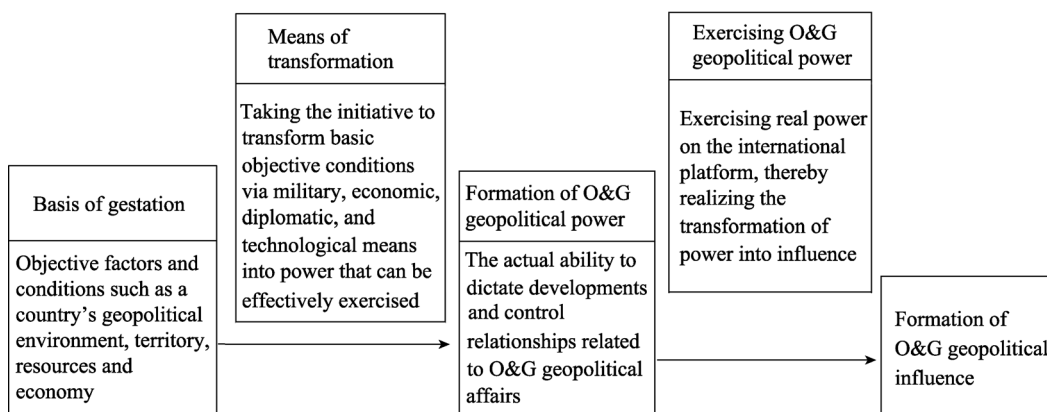 Basis of gestation
Objective factors and
conditions such as a
country's geopolitical
environment, territory,
resources and
economy
Means of
transformation
Taking the initiative to
transform basic
objective conditions
via military, economic,
diplomatic, and
technological means
into power that can be
effectively exercised
Formation of O&G
geopolitical power
The actual ability to
dictate developments
and control
relationships related
to O&G geopolitical
affairs
Exercising O&G
geopolitical power
Exercising real power
on the international
platform, thereby
realizing the
transformation of
power into influence
Formation of
O&G geopolitical
influence